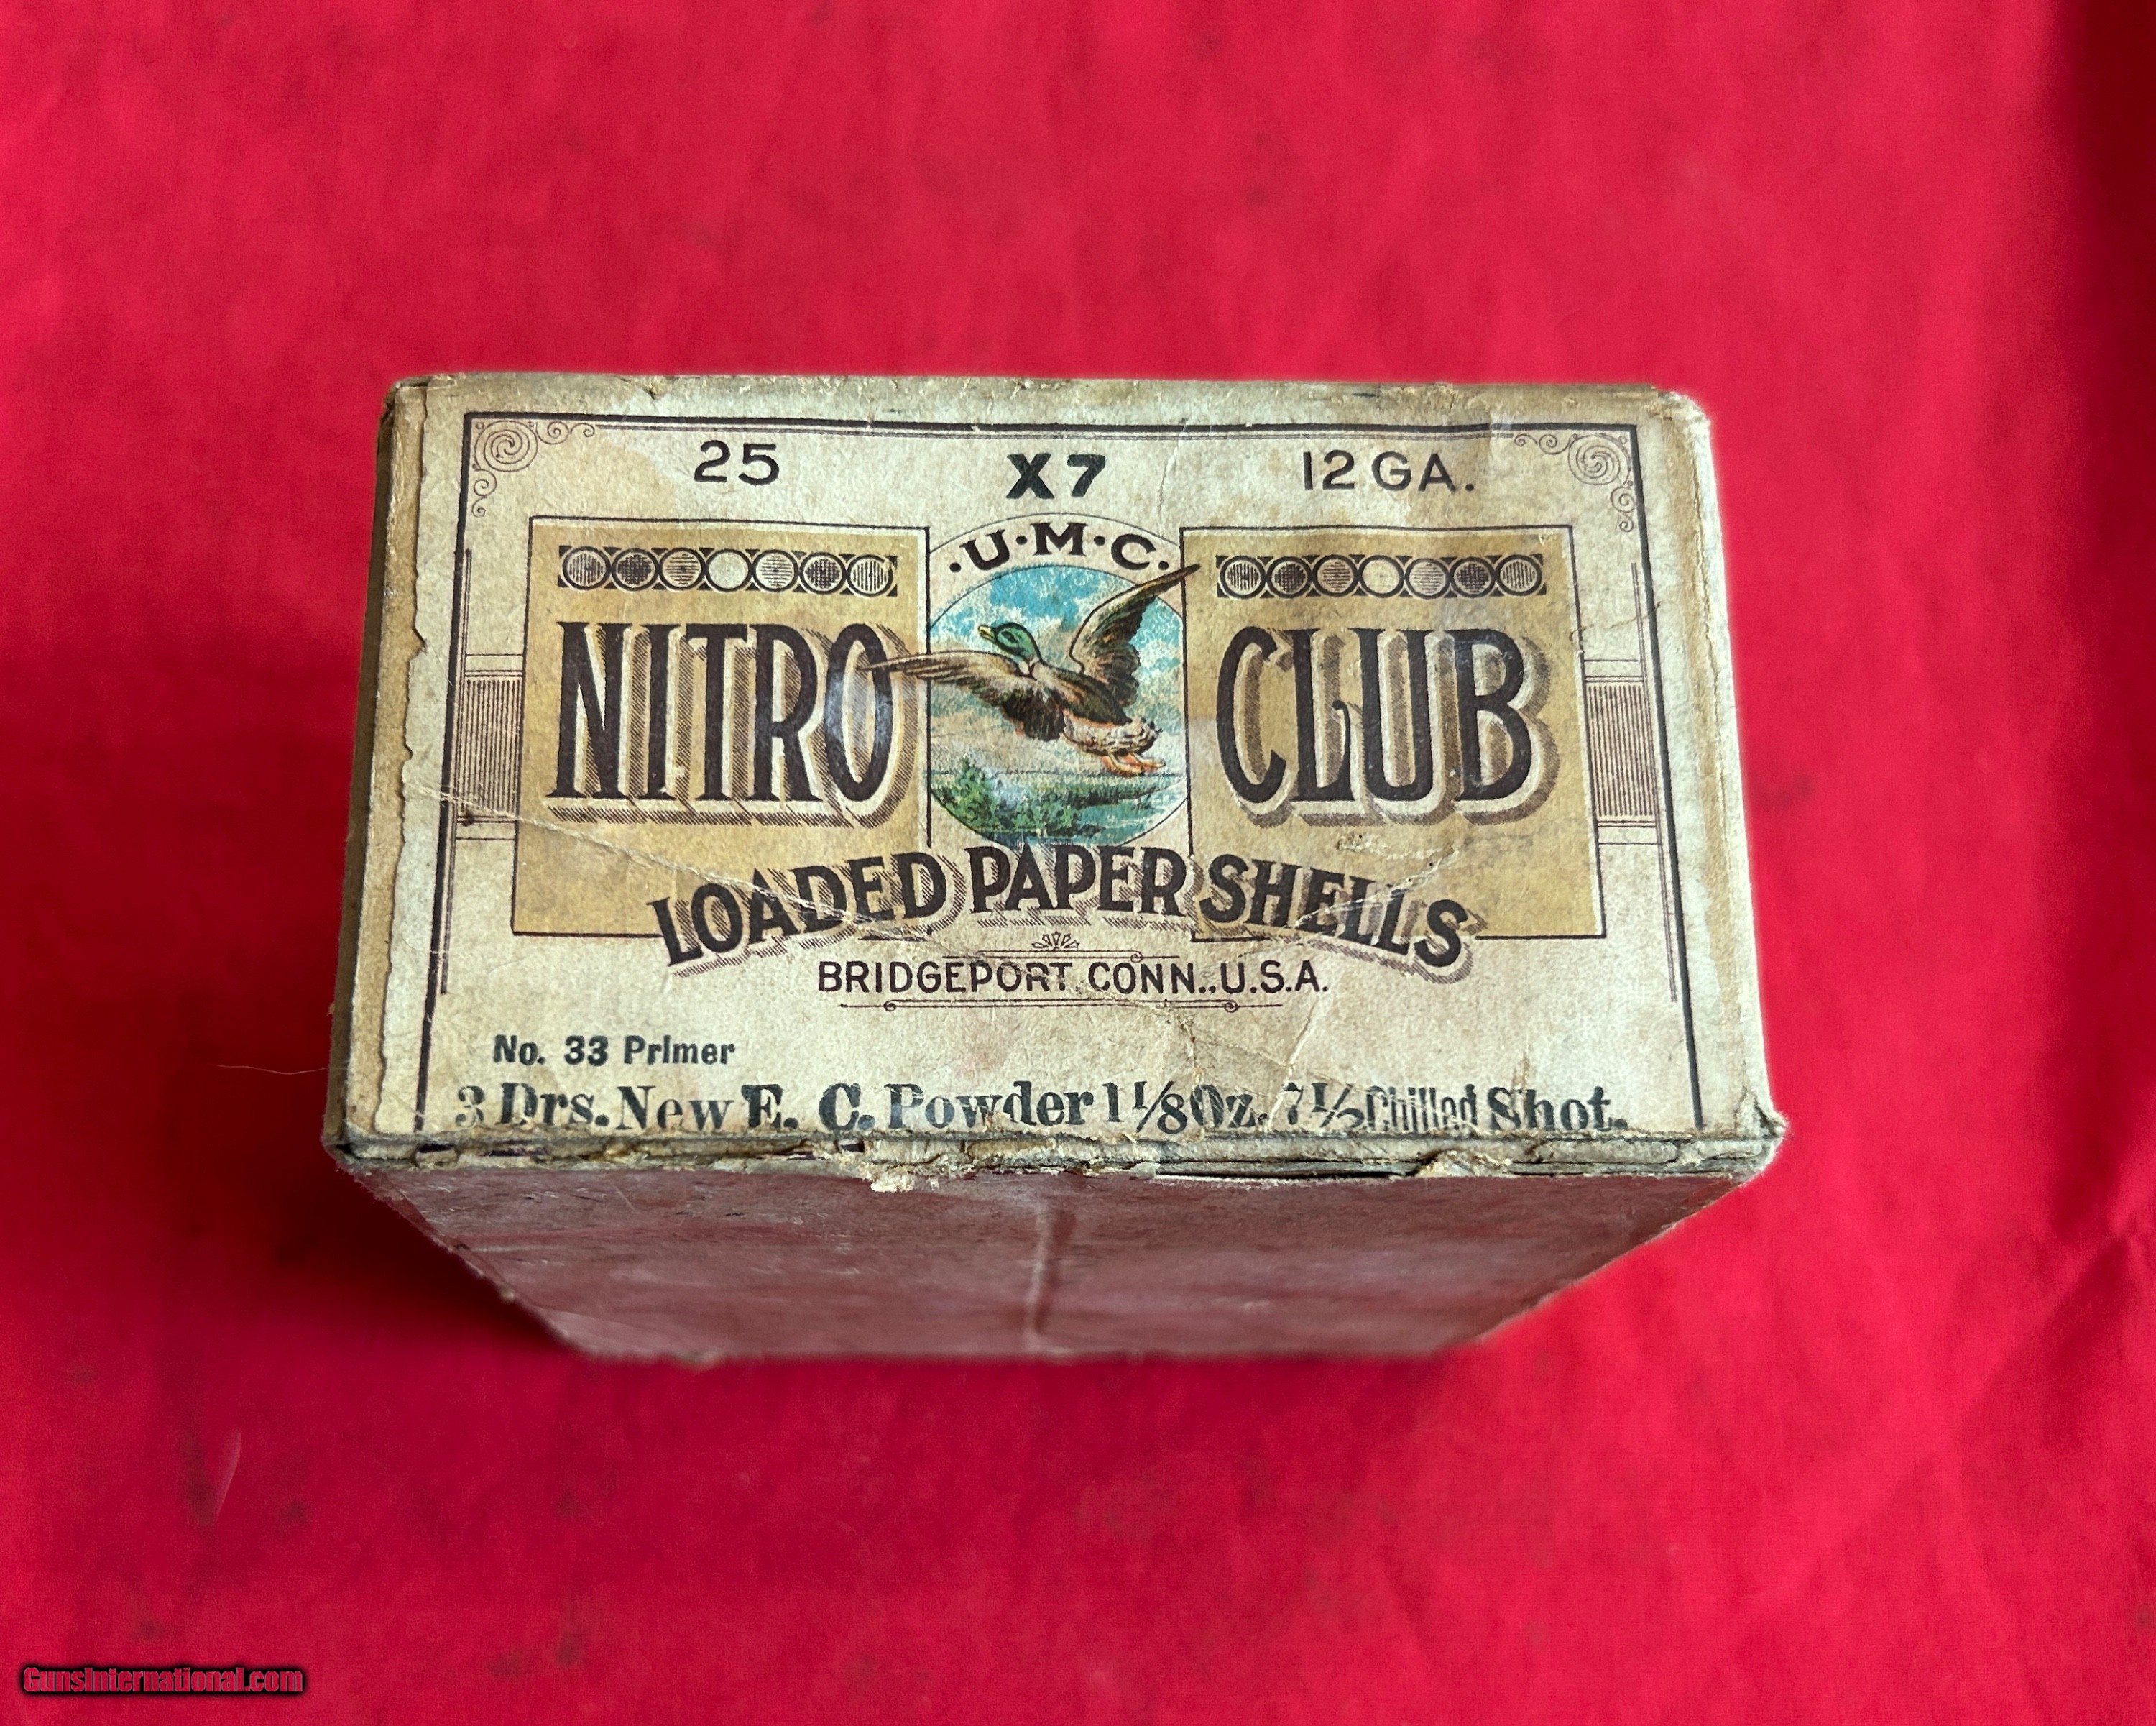 25 X7 12 GA.
.U.M.C.
NITRO CLUB
LOADED PAPER SHELLS
BRIDGEPORT, CONN., U.S.A.
No. 33 Primer
3 Drs. New E. C. Powder 1 1/8 Oz. 7 1/2 Chilled Shot.
GunsInternational.com